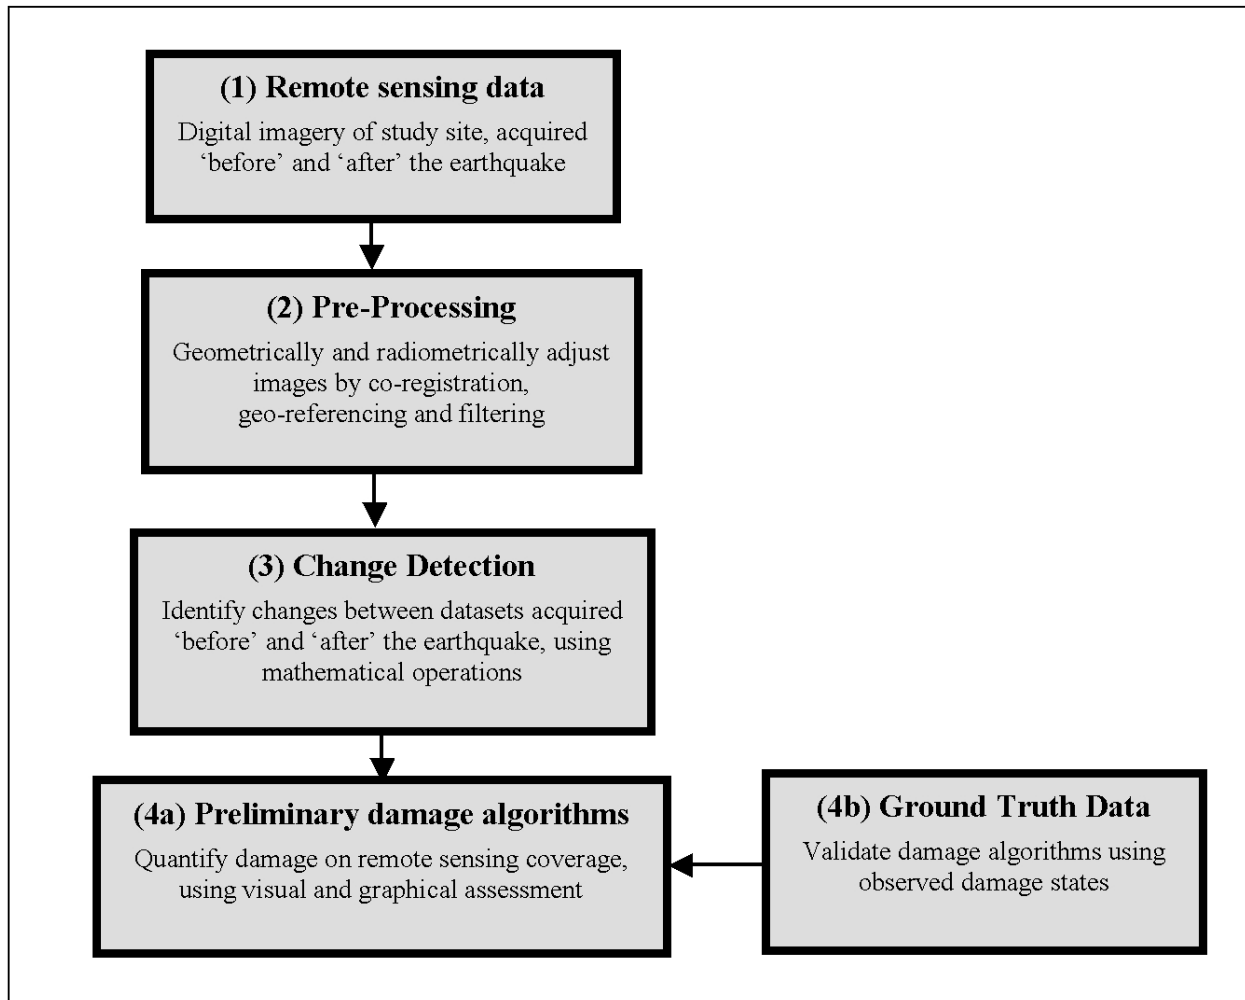 (1) Remote sensing data
Digital imagery of study site, acquired
‘before’ and ‘after’ the earthquake
(2) Pre-Processing
Geometrically and radiometrically adjust
images by co-registration,
geo-referencing and filtering
(3) Change Detection
Identify changes between datasets acquired
‘before’ and ‘after’ the earthquake, using
mathematical operations
(4a) Preliminary damage algorithms
Quantify damage on remote sensing coverage,
using visual and graphical assessment
(4b) Ground Truth Data
Validate damage algorithms using
observed damage states